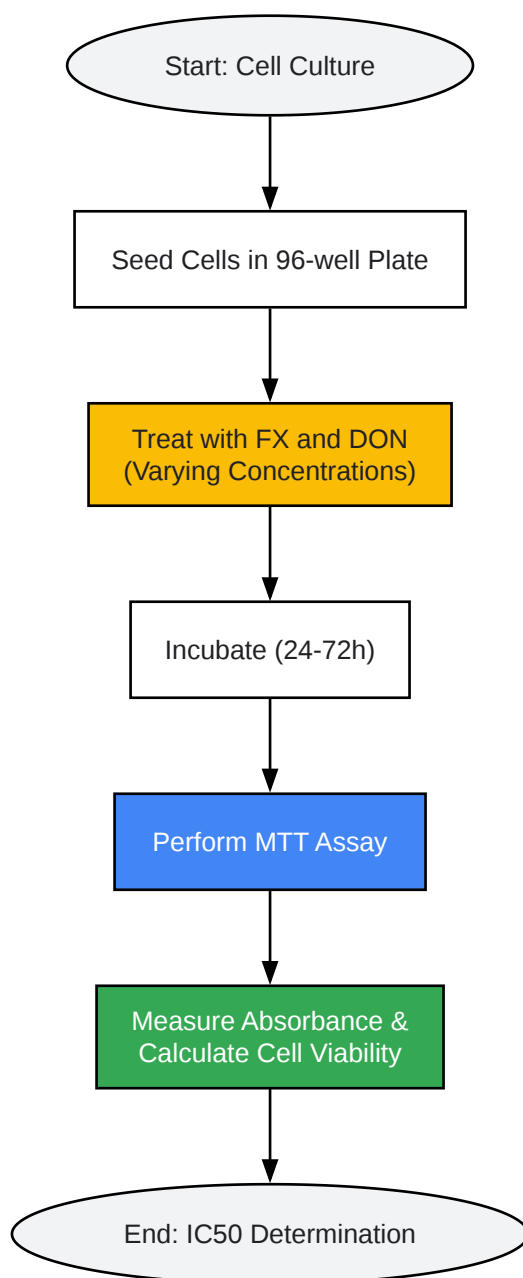 Start: Cell Culture
Seed Cells in 96-well Plate
Treat with FX and DON
(Varying Concentrations)
Incubate (24-72h)
Perform MTT Assay
Measure Absorbance &
Calculate Cell Viability
End: IC50 Determination